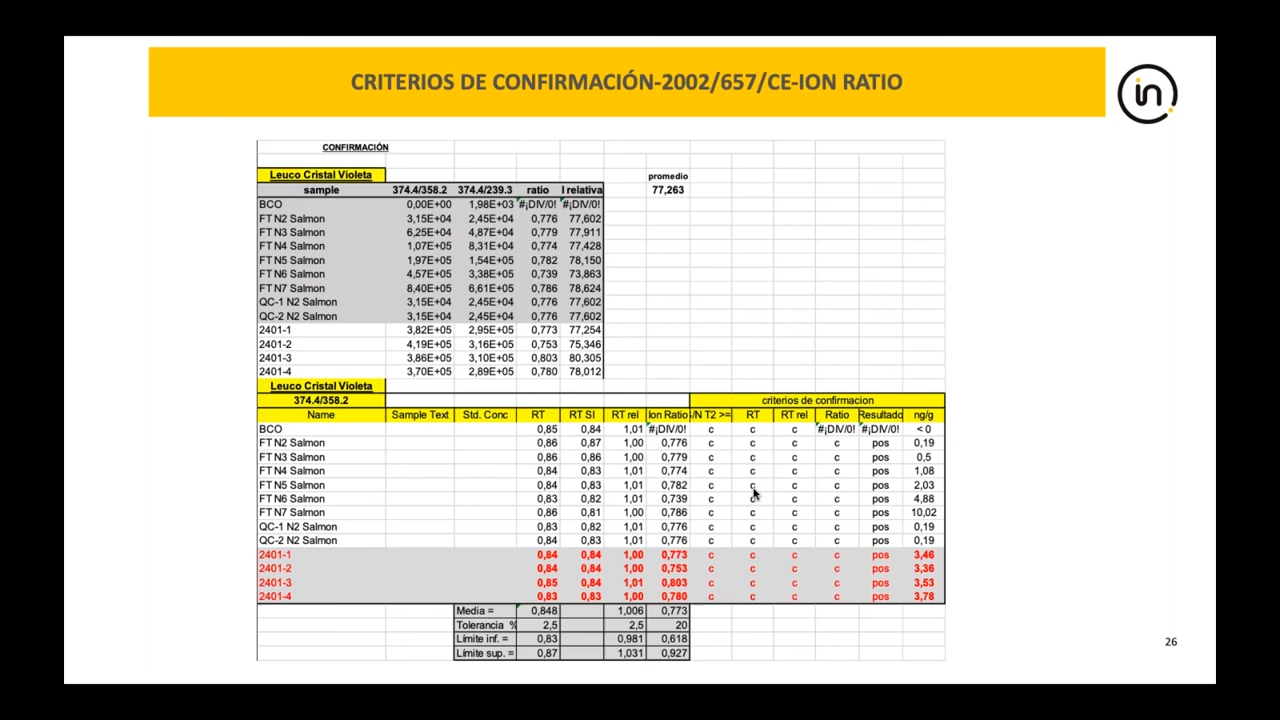 CRITERIOS DE CONFIRMACIÓN-2002/657/CE-ION RATIO
in
CONFIRMACIÓN
Leuco Cristal Violeta promedio
sample 374.4/358.2 374.4/239.3 ratio I relativa 77,263
BCO 0,00E+00 1,98E+03 #¡DIV/0! #¡DIV/0!
FT N2 Salmon 3,15E+04 2,45E+04 0,776 77,602
FT N3 Salmon 6,25E+04 4,87E+04 0,779 77,911
FT N4 Salmon 1,07E+05 8,31E+04 0,774 77,428
FT N5 Salmon 1,97E+05 1,54E+05 0,782 78,150
FT N6 Salmon 4,57E+05 3,38E+05 0,739 73,863
FT N7 Salmon 8,40E+05 6,61E+05 0,786 78,624
QC-1 N2 Salmon 3,15E+04 2,45E+04 0,776 77,602
QC-2 N2 Salmon 3,15E+04 2,45E+04 0,776 77,602
2401-1 3,82E+05 2,95E+05 0,773 77,254
2401-2 4,19E+05 3,16E+05 0,753 75,346
2401-3 3,86E+05 3,10E+05 0,803 80,305
2401-4 3,70E+05 2,89E+05 0,780 78,012
Leuco Cristal Violeta
374.4/358.2 criterios de confirmacion
Name Sample Text Std. Conc RT RT SI RT rel Ion Ratio /N T2 >= RT RT rel Ratio Resultado ng/g
BCO 0,85 0,84 1,01 #¡DIV/0! c c c #¡DIV/0! #¡DIV/0! < 0
FT N2 Salmon 0,86 0,87 1,00 0,776 c c c c pos 0,19
FT N3 Salmon 0,86 0,86 1,00 0,779 c c c c pos 0,5
FT N4 Salmon 0,84 0,83 1,01 0,774 c c c c pos 1,08
FT N5 Salmon 0,84 0,83 1,01 0,782 c c c c pos 2,03
FT N6 Salmon 0,83 0,82 1,01 0,739 c c c c pos 4,88
FT N7 Salmon 0,86 0,81 1,00 0,786 c c c c pos 10,02
QC-1 N2 Salmon 0,83 0,82 1,01 0,776 c c c c pos 0,19
QC-2 N2 Salmon 0,84 0,83 1,01 0,776 c c c c pos 0,19
2401-1 0,84 0,84 1,00 0,773 c c c c pos 3,46
2401-2 0,84 0,84 1,00 0,753 c c c c pos 3,36
2401-3 0,85 0,84 1,01 0,803 c c c c pos 3,53
2401-4 0,83 0,83 1,00 0,780 c c c c pos 3,78
Media = 0,848 1,006 0,773
Tolerancia % 2,5 2,5 20
Límite inf. = 0,83 0,981 0,618
Límite sup. = 0,87 1,031 0,927
26